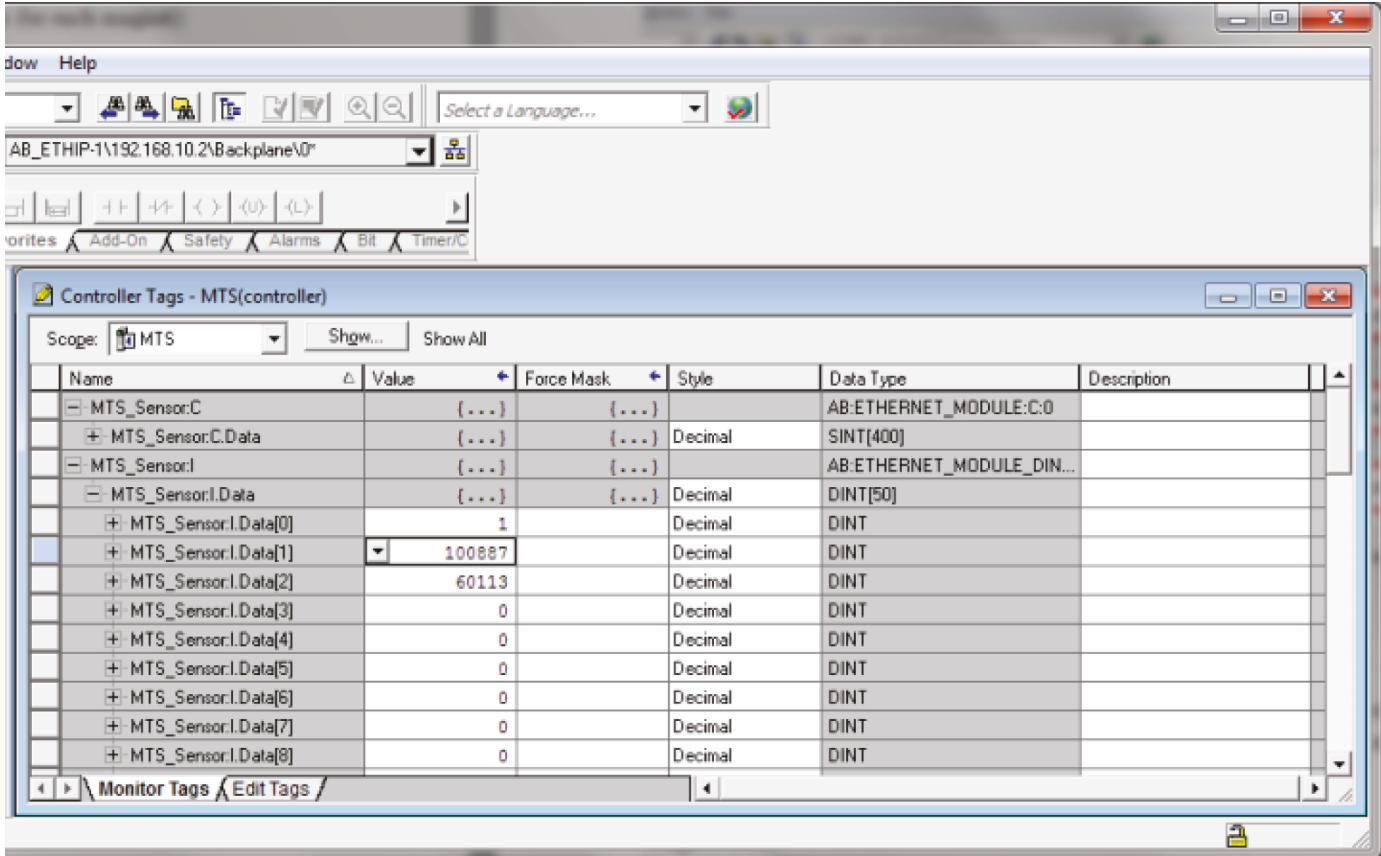 for each magnet)
dow Help
Select a Language...
AB_ETHIP-1\192.168.10.2\Backplane\0*
orites Add-On Safety Alarms Bit Timer/C
Controller Tags - MTS(controller)
Scope: MTS Show... Show All
Name Value Force Mask Style Data Type Description
MTS_Sensor:C {...} {...} AB:ETHERNET_MODULE:C:0
MTS_Sensor:C.Data {...} {...} Decimal SINT[400]
MTS_Sensor:I {...} {...} AB:ETHERNET_MODULE_DIN...
MTS_Sensor:I.Data {...} {...} Decimal DINT[50]
MTS_Sensor:I.Data[0] 1 Decimal DINT
MTS_Sensor:I.Data[1] 100887 Decimal DINT
MTS_Sensor:I.Data[2] 60113 Decimal DINT
MTS_Sensor:I.Data[3] 0 Decimal DINT
MTS_Sensor:I.Data[4] 0 Decimal DINT
MTS_Sensor:I.Data[5] 0 Decimal DINT
MTS_Sensor:I.Data[6] 0 Decimal DINT
MTS_Sensor:I.Data[7] 0 Decimal DINT
MTS_Sensor:I.Data[8] 0 Decimal DINT
Monitor Tags Edit Tags